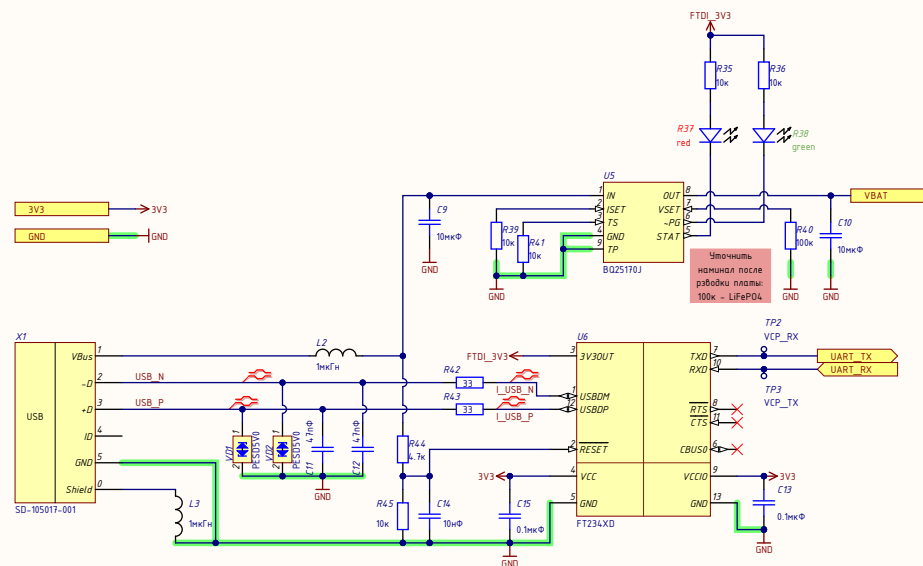 FTDI_3V3
R35
10к
R36
10к
R37
red
R38
green
U5
1
IN
OUT
8
VBAT
2
ISET
VSET
7
3
TS
~PG
6
4
GND
STAT
5
9
TP
BQ25170J
3V3
3V3
GND
GND
C9
10мкФ
GND
R39
10к
R41
10к
GND
R40
100к
GND
C10
10мкФ
GND
Уточнить
наминал после
рзводки платы:
100к - LiFePO4
X1
USB
VBus
1
-D
2
+D
3
ID
4
GND
5
Shield
0
SD-105017-001
L2
1мкГн
USB_N
USB_P
VD1
PESD5V0
1
2
VD2
PESD5V0
1
2
C11
47пФ
C12
47пФ
GND
L3
1мкГн
FTDI_3V3
R42
33
I_USB_N
R43
33
I_USB_P
R44
4.7к
R45
10к
C14
10нФ
3V3
C15
0.1мкФ
GND
U6
3
3V3OUT
TXD
7
RXD
10
1
USBDM
12
USBDP
RTS
8
CTS
11
2
RESET
CBUS0
6
4
VCC
VCCIO
9
5
GND
GND
13
FT234XD
TP2
VCP_RX
UART_TX
UART_RX
TP3
VCP_TX
3V3
C13
0.1мкФ
GND